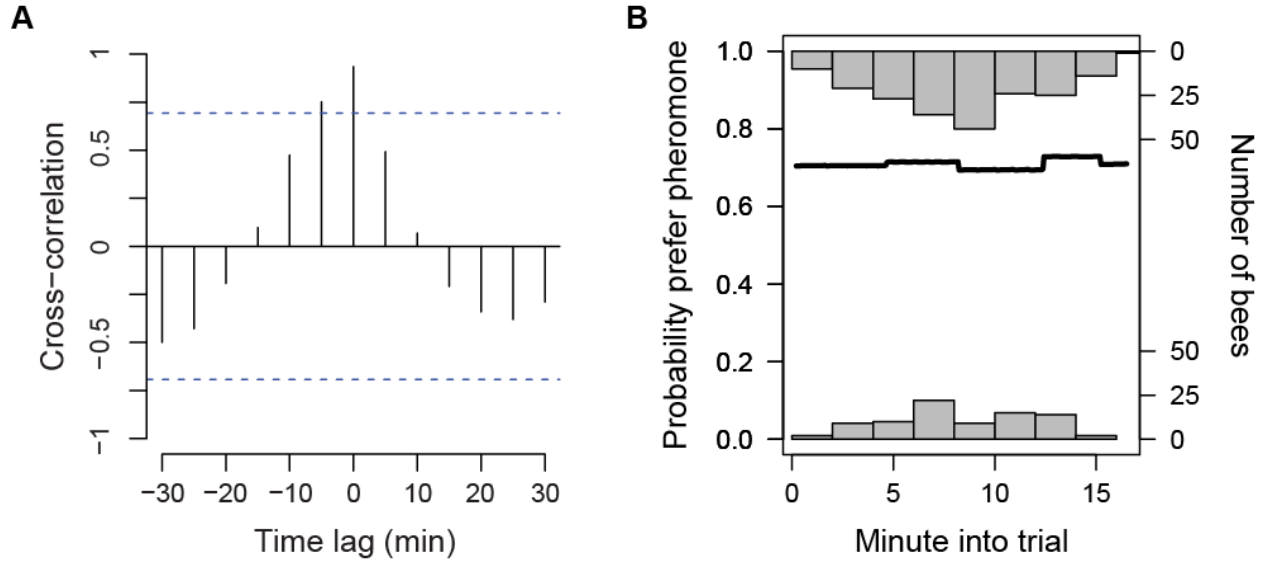 A
Cross−correlation
1
0.5
0
−0.5
−1
−30 −20 −10 0 10 20 30
Time lag (min)
B
Probability prefer pheromone
1.0
0.8
0.6
0.4
0.2
0.0
0
25
50
50
25
0
Number of bees
0 5 10 15
Minute into trial